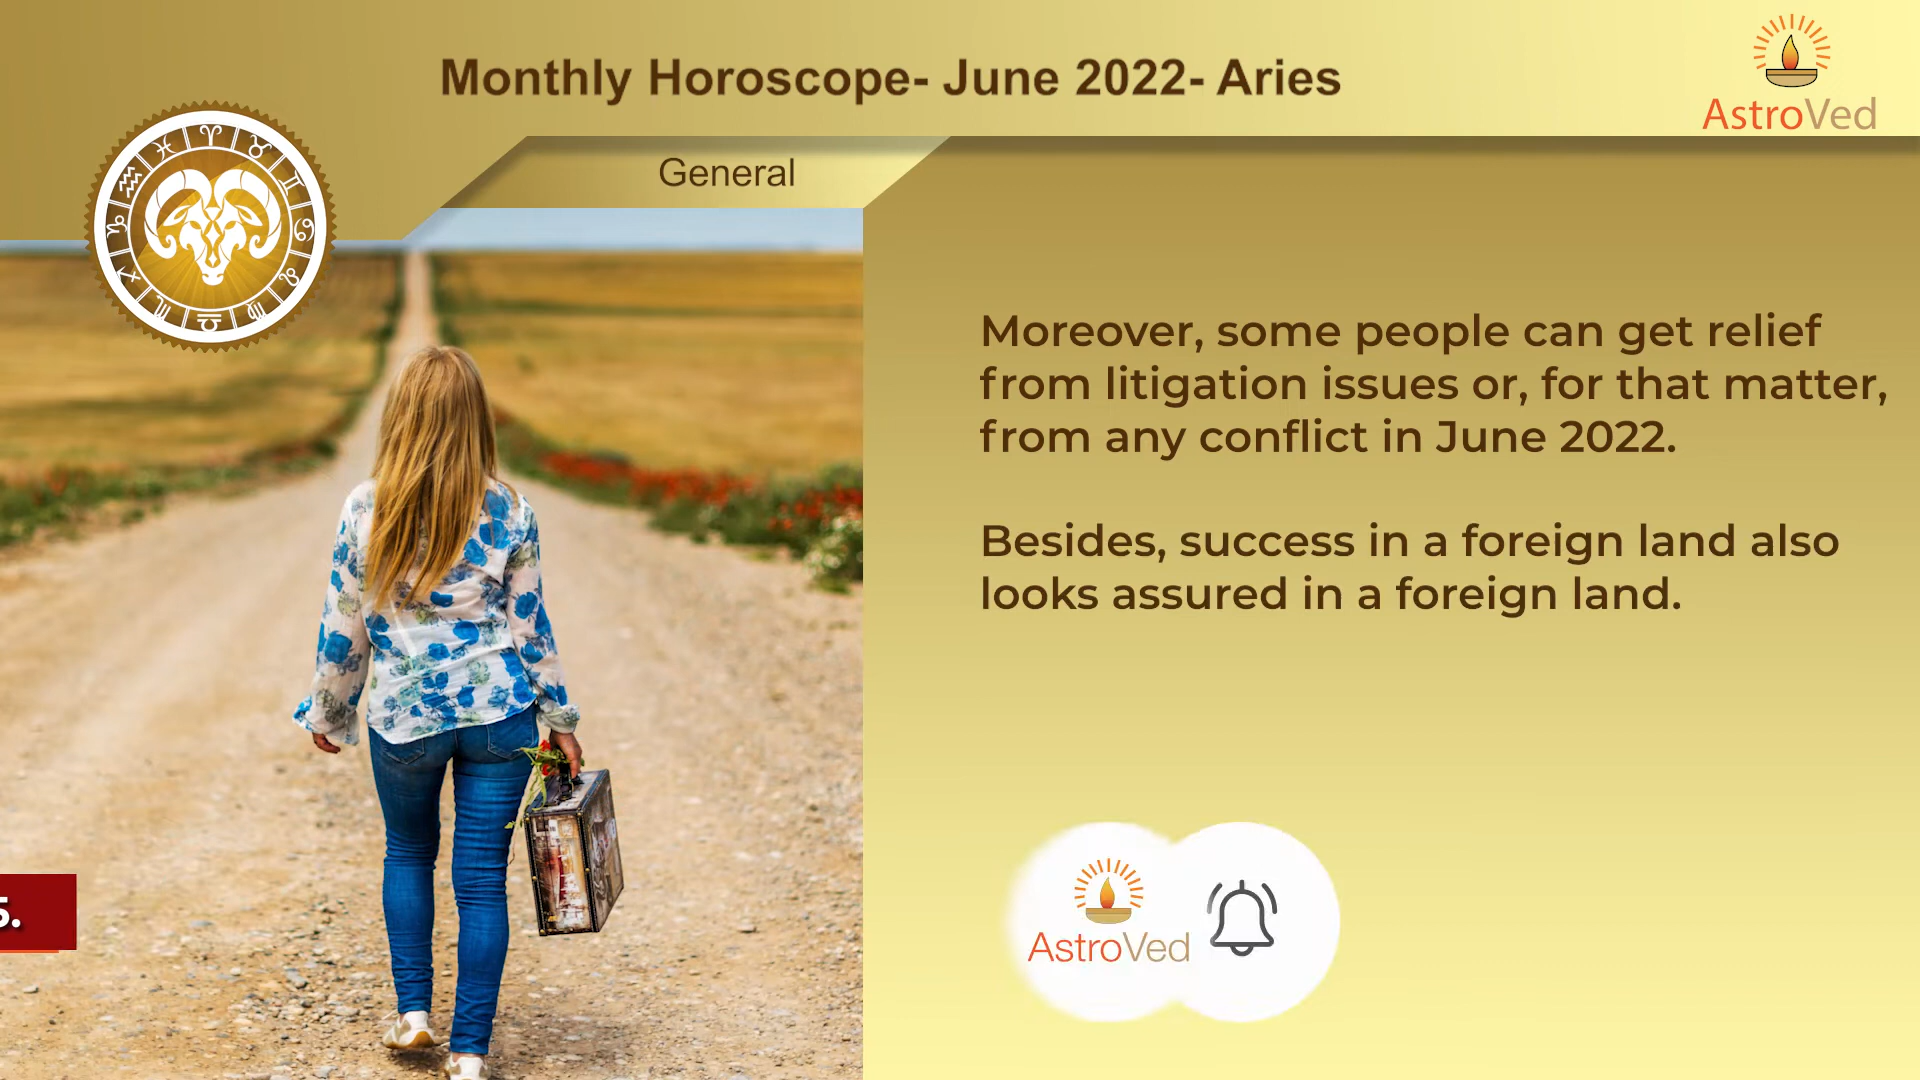 Monthly Horoscope- June 2022- Aries
AstroVed
General
Moreover, some people can get relief
from litigation issues or, for that matter,
from any conflict in June 2022.
Besides, success in a foreign land also
looks assured in a foreign land.
AstroVed